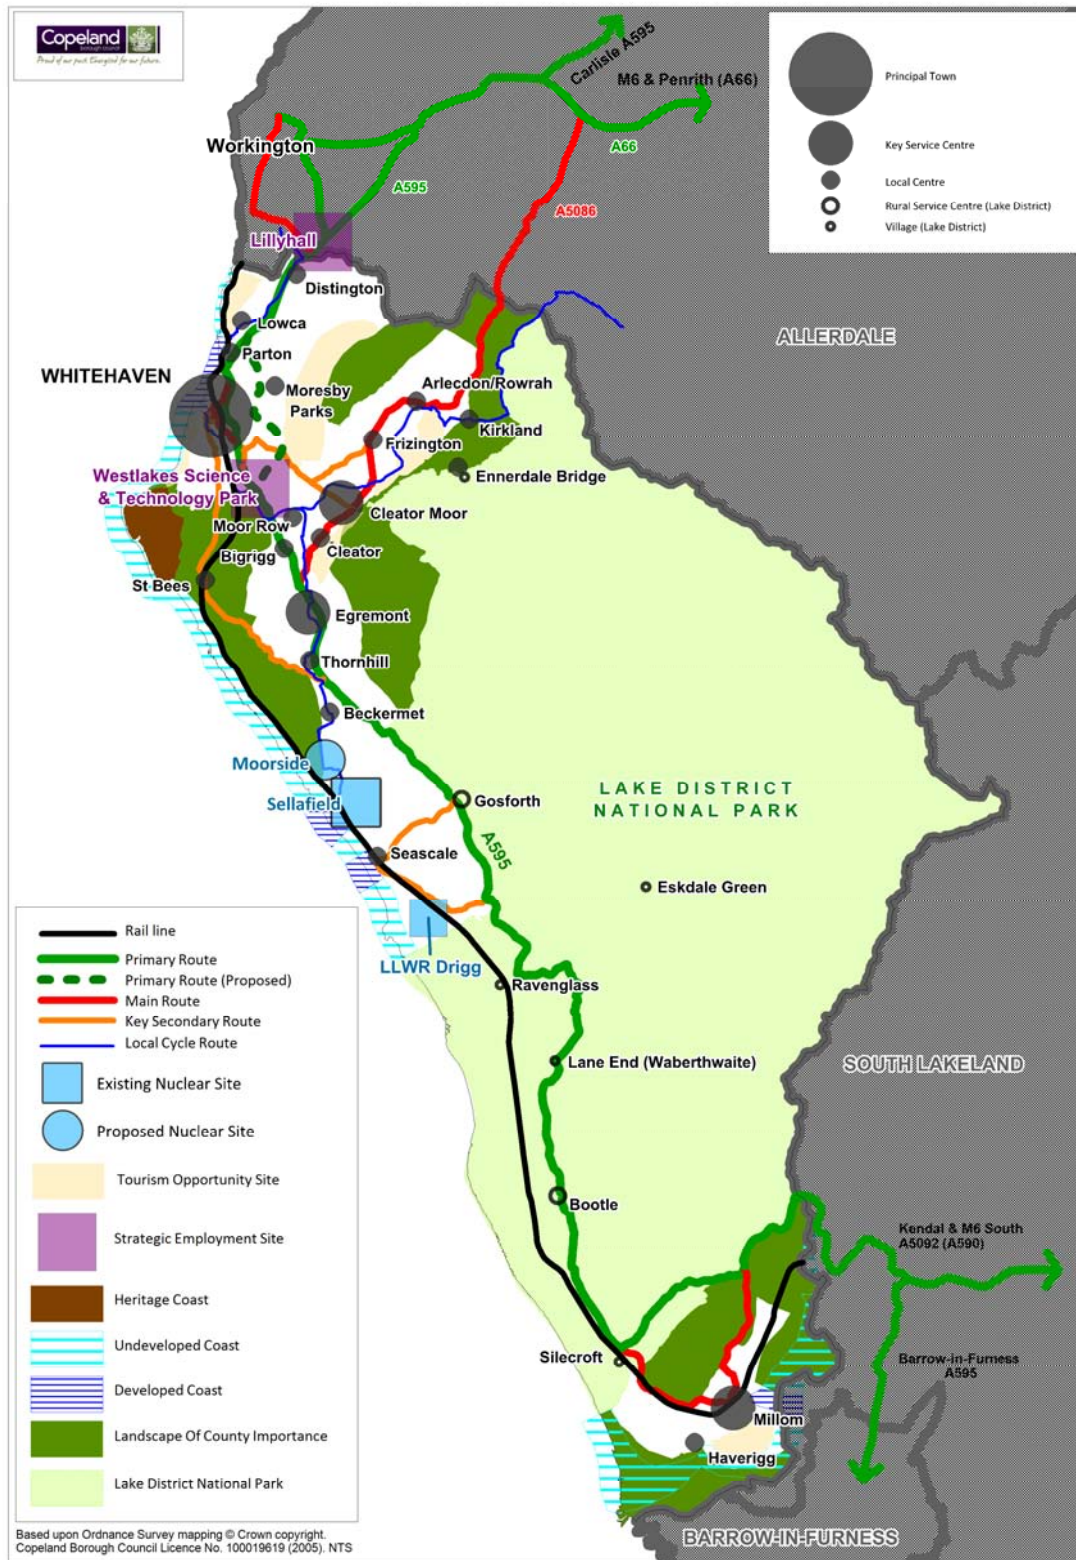 Copeland
borough council
Proud of our past. Energised for our future.
Principal Town
Key Service Centre
Local Centre
Rural Service Centre (Lake District)
Village (Lake District)
Carlisle A595
M6 & Penrith (A66)
A66
Workington
A595
A5086
Lillyhall
Distington
Lowca
Parton
ALLERDALE
WHITEHAVEN
Moresby
Parks
Arlecdon/Rowrah
Kirkland
Frizington
Ennerdale Bridge
Westlakes Science
& Technology Park
Cleator Moor
Moor Row
Bigrigg
Cleator
St Bees
Egremont
Thornhill
Beckermet
Moorside
Sellafield
LAKE DISTRICT
NATIONAL PARK
Gosforth
A595
Seascale
Eskdale Green
LLWR Drigg
Ravenglass
Lane End (Waberthwaite)
SOUTH LAKELAND
Bootle
Kendal & M6 South
A5092 (A590)
Silecroft
Barrow-in-Furness
A595
Millom
Haverigg
BARROW-IN-FURNESS
Rail line
Primary Route
Primary Route (Proposed)
Main Route
Key Secondary Route
Local Cycle Route
Existing Nuclear Site
Proposed Nuclear Site
Tourism Opportunity Site
Strategic Employment Site
Heritage Coast
Undeveloped Coast
Developed Coast
Landscape Of County Importance
Lake District National Park
Based upon Ordnance Survey mapping © Crown copyright.
Copeland Borough Council Licence No. 100019619 (2005). NTS